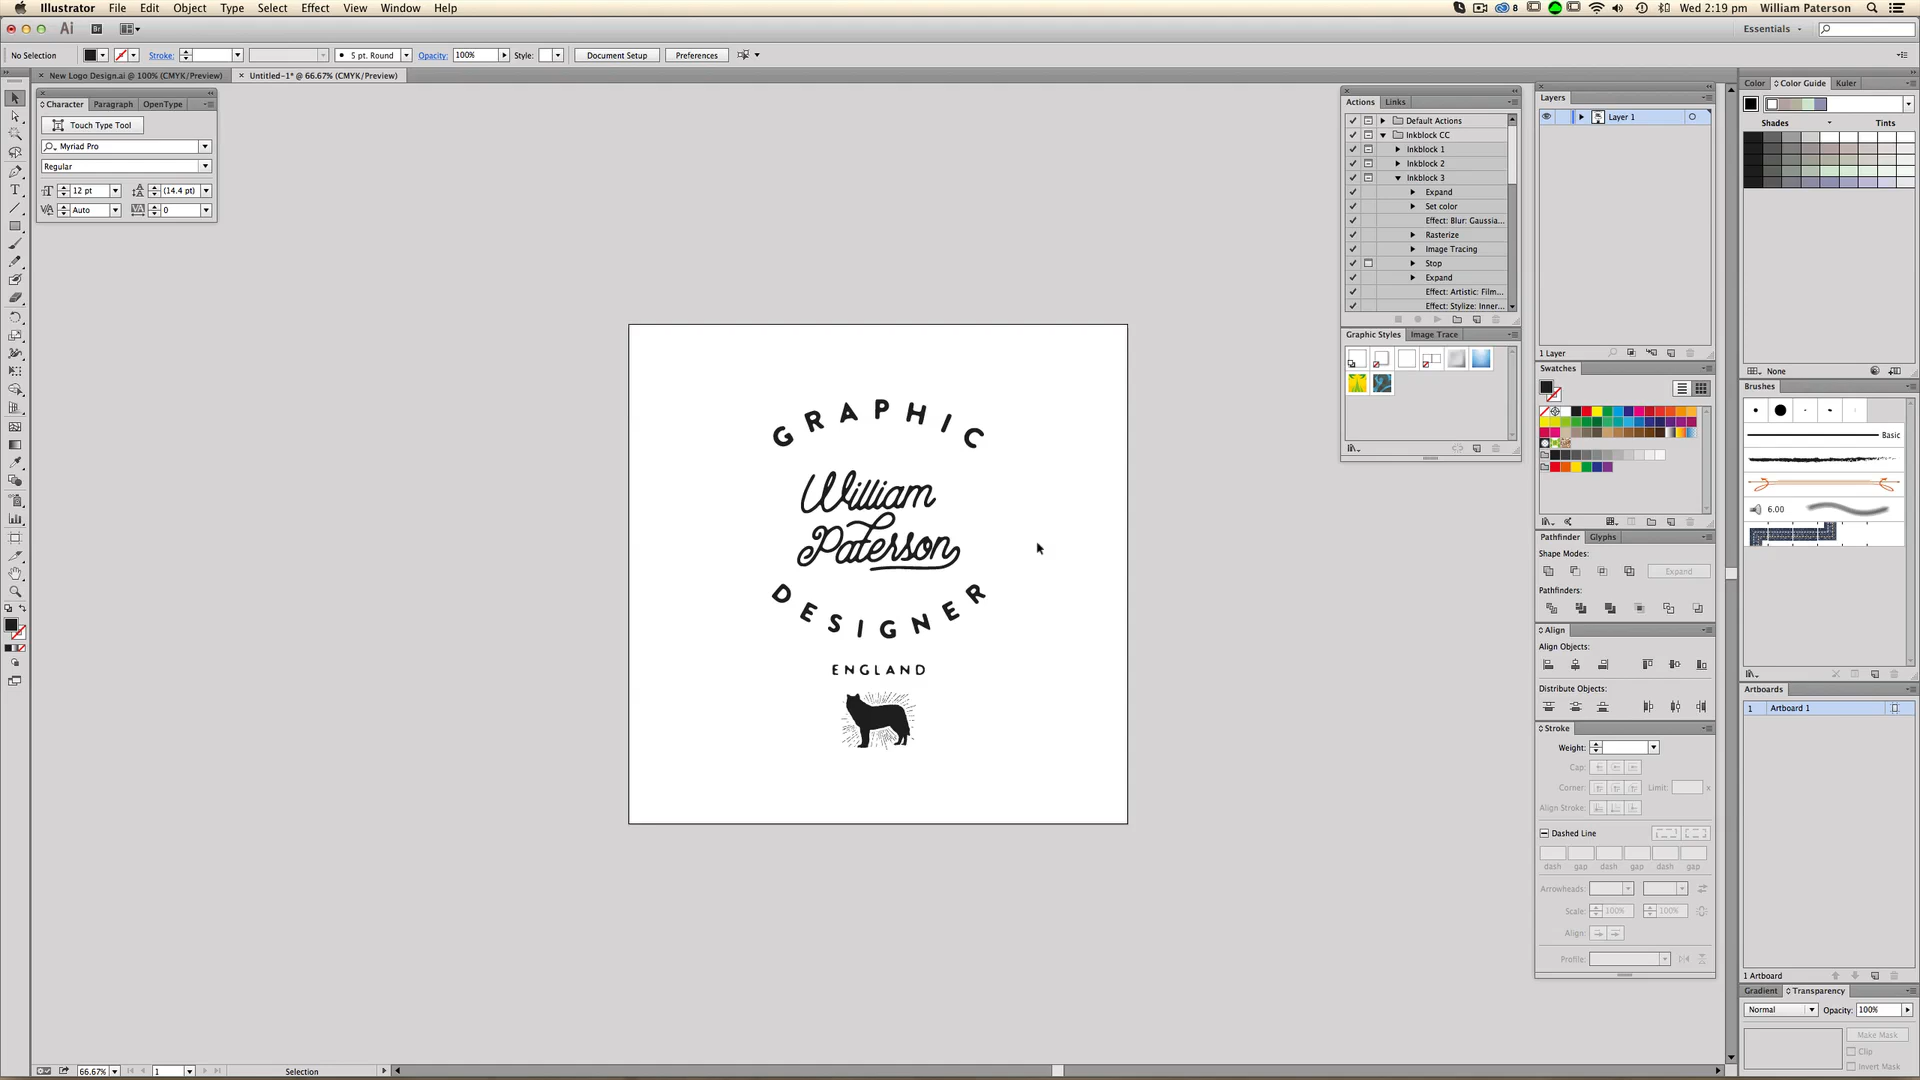 Illustrator File Edit Object Type Select Effect View Window Help
8 Wed 2:19 pm William Paterson
Ai Br Essentials
No Selection Stroke: 5 pt. Round Opacity: 100% Style: Document Setup Preferences
New Logo Design.ai @ 100% (CMYK/Preview) Untitled-1* @ 66.67% (CMYK/Preview)
Character Paragraph OpenType
Touch Type Tool
Myriad Pro
Regular
12 pt (14.4 pt)
Auto 0
GRAPHIC
William
Paterson
DESIGNER
ENGLAND
Actions Links
Default Actions
Inkblock CC
Inkblock 1
Inkblock 2
Inkblock 3
Expand
Set color
Effect: Blur: Gaussia...
Rasterize
Image Tracing
Stop
Expand
Effect: Artistic: Film...
Effect: Stylize: Inner...
Graphic Styles Image Trace
Layers
Layer 1
1 Layer
Swatches
Pathfinder Glyphs
Shape Modes:
Expand
Pathfinders:
Align
Align Objects:
Distribute Objects:
Stroke
Weight:
Cap:
Corner: Limit: x
Align Stroke:
Dashed Line
dash gap dash gap dash gap
Arrowheads:
Scale: 100% 100%
Align:
Profile:
Color Color Guide Kuler
Shades Tints
None
Brushes
Basic
6.00
Artboards
1 Artboard 1
1 Artboard
Gradient Transparency
Normal Opacity: 100%
Make Mask
Clip
Invert Mask
66.67% 1 Selection